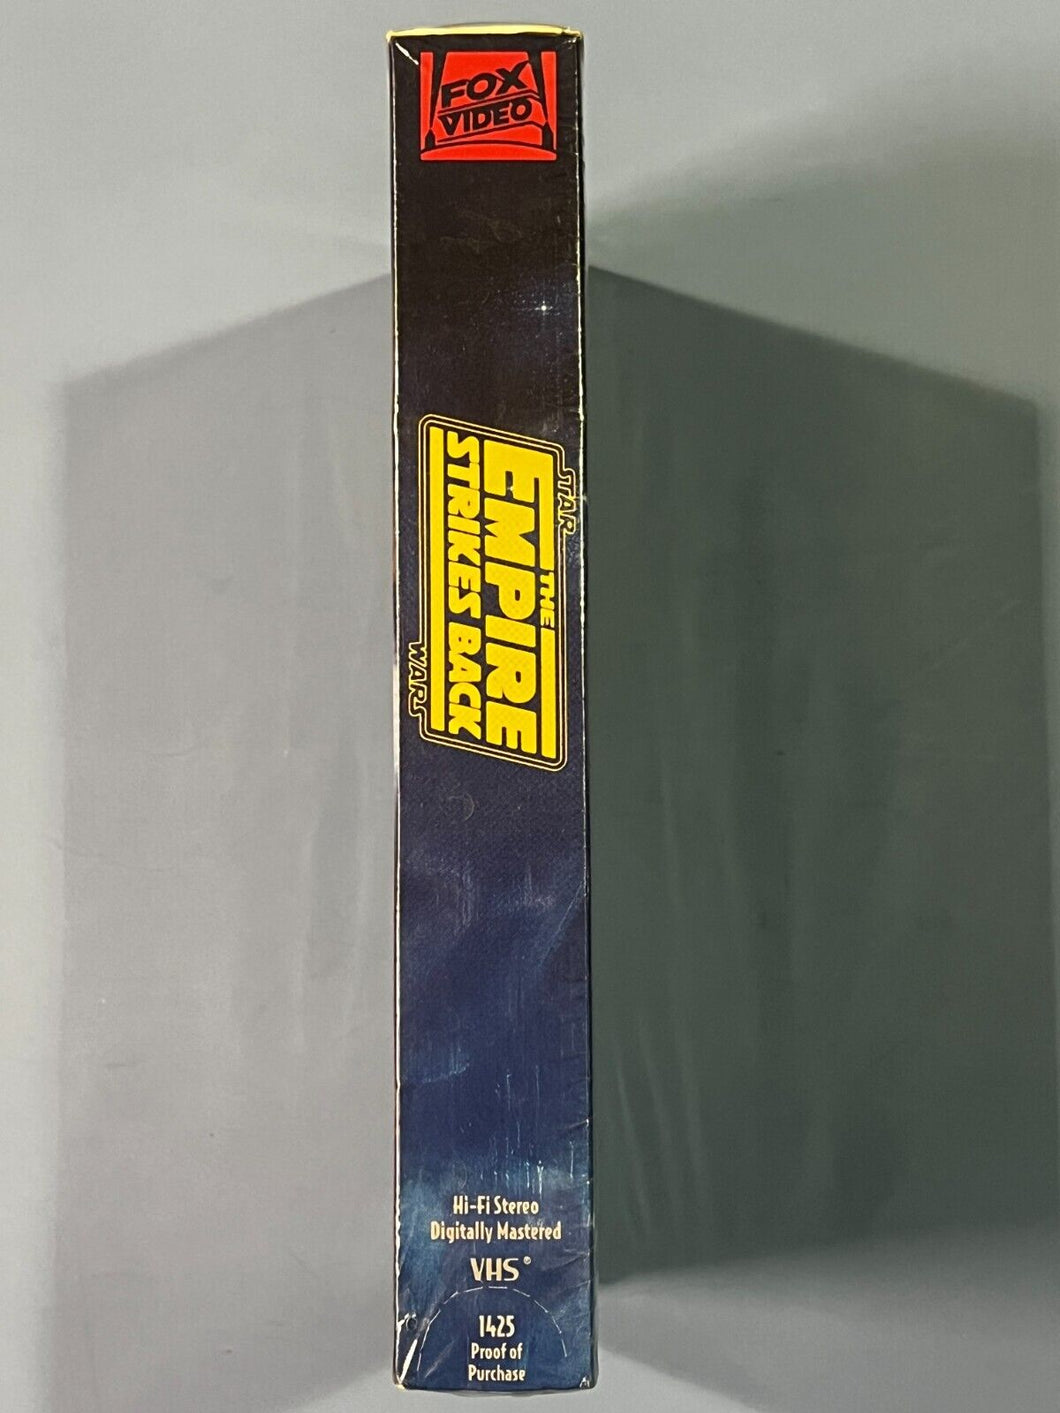 FOX
VIDEO
STAR
THE
EMPIRE
STRIKES BACK
WARS
Hi-Fi Stereo
Digitally Mastered
VHS®
1425
Proof of
Purchase